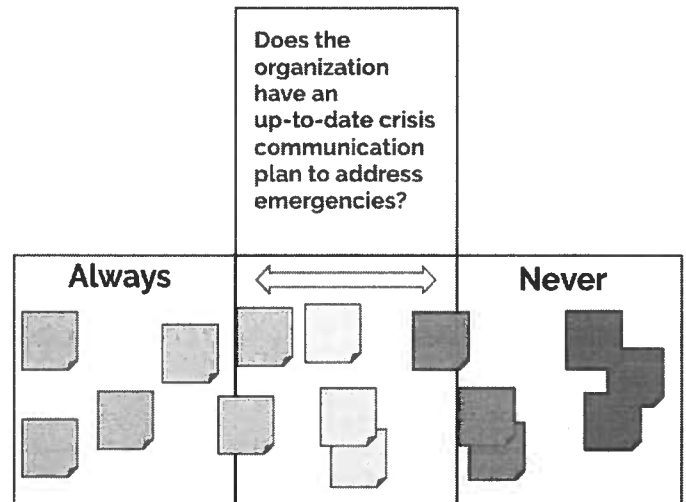 Does the
organization
have an
up-to-date crisis
communication
plan to address
emergencies?
Always
Never